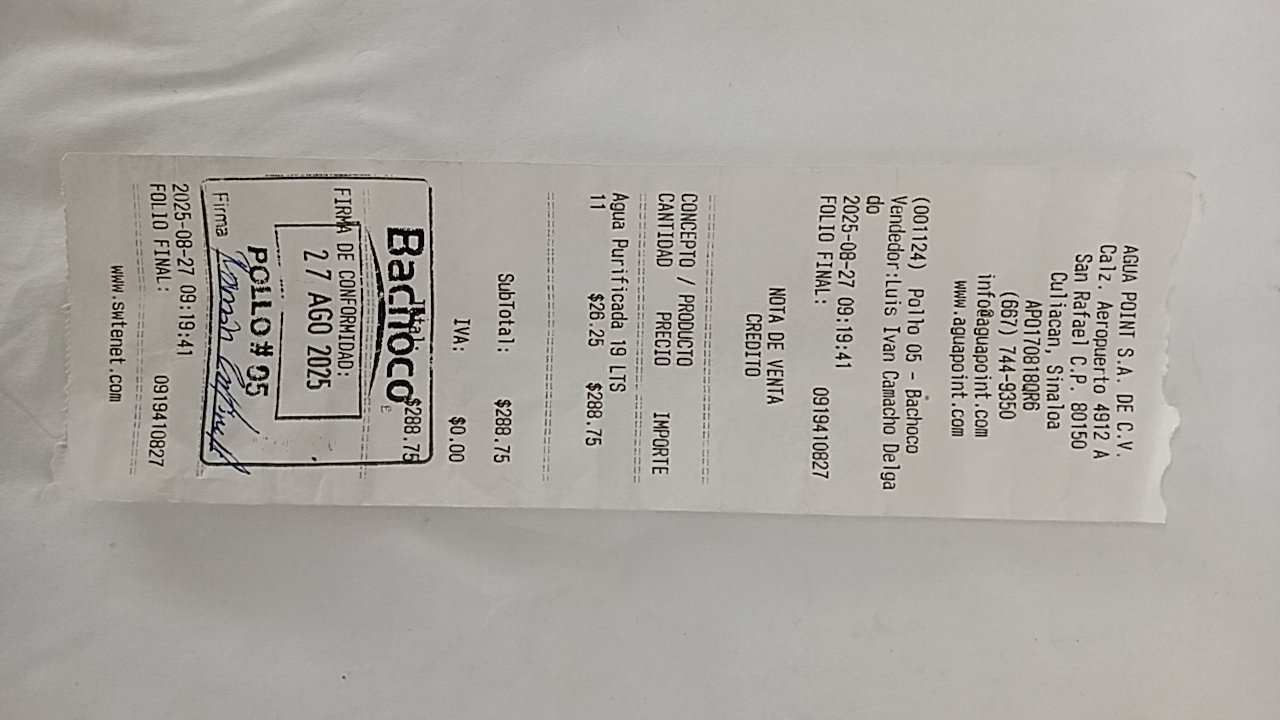 AGUA POINT S.A. DE C.V.
Calz. Aeropuerto 4912 A
San Rafael C.P. 80150
Culiacan, Sinaloa
APO170818QR6
(667) 744-9350
info@aguapoint.com
www.aguapoint.com
(001124) Pollo 05 - Bachoco
Vendedor:Luis Ivan Camacho Delga
do
2025-08-27 09:19:41
FOLIO FINAL: 0919410827
NOTA DE VENTA
CREDITO
CONCEPTO / PRODUCTO
CANTIDAD PRECIO IMPORTE
Agua Purificada 19 LTS
11 $26.25 $288.75
SubTotal: $288.75
IVA: $0.00
$288.75
Bachoco
FIRMA DE CONFORMIDAD:
27 AGO 2025
POLLO # 05
Firma
2025-08-27 09:19:41
FOLIO FINAL: 0919410827
www.swtenet.com